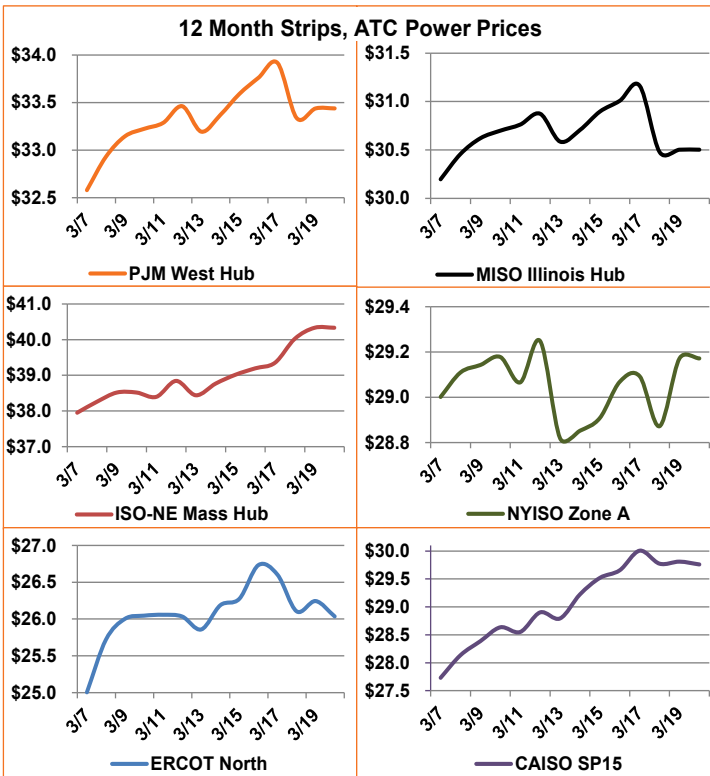 12 Month Strips, ATC Power Prices
$34.0
$33.5
$33.0
$32.5
3/7 3/9 3/11 3/13 3/15 3/17 3/19
PJM West Hub
$31.5
$31.0
$30.5
$30.0
3/7 3/9 3/11 3/13 3/15 3/17 3/19
MISO Illinois Hub
$41.0
$40.0
$39.0
$38.0
$37.0
3/7 3/9 3/11 3/13 3/15 3/17 3/19
ISO-NE Mass Hub
$29.4
$29.2
$29.0
$28.8
3/7 3/9 3/11 3/13 3/15 3/17 3/19
NYISO Zone A
$27.0
$26.5
$26.0
$25.5
$25.0
3/7 3/9 3/11 3/13 3/15 3/17 3/19
ERCOT North
$30.0
$29.5
$29.0
$28.5
$28.0
$27.5
3/7 3/9 3/11 3/13 3/15 3/17 3/19
CAISO SP15